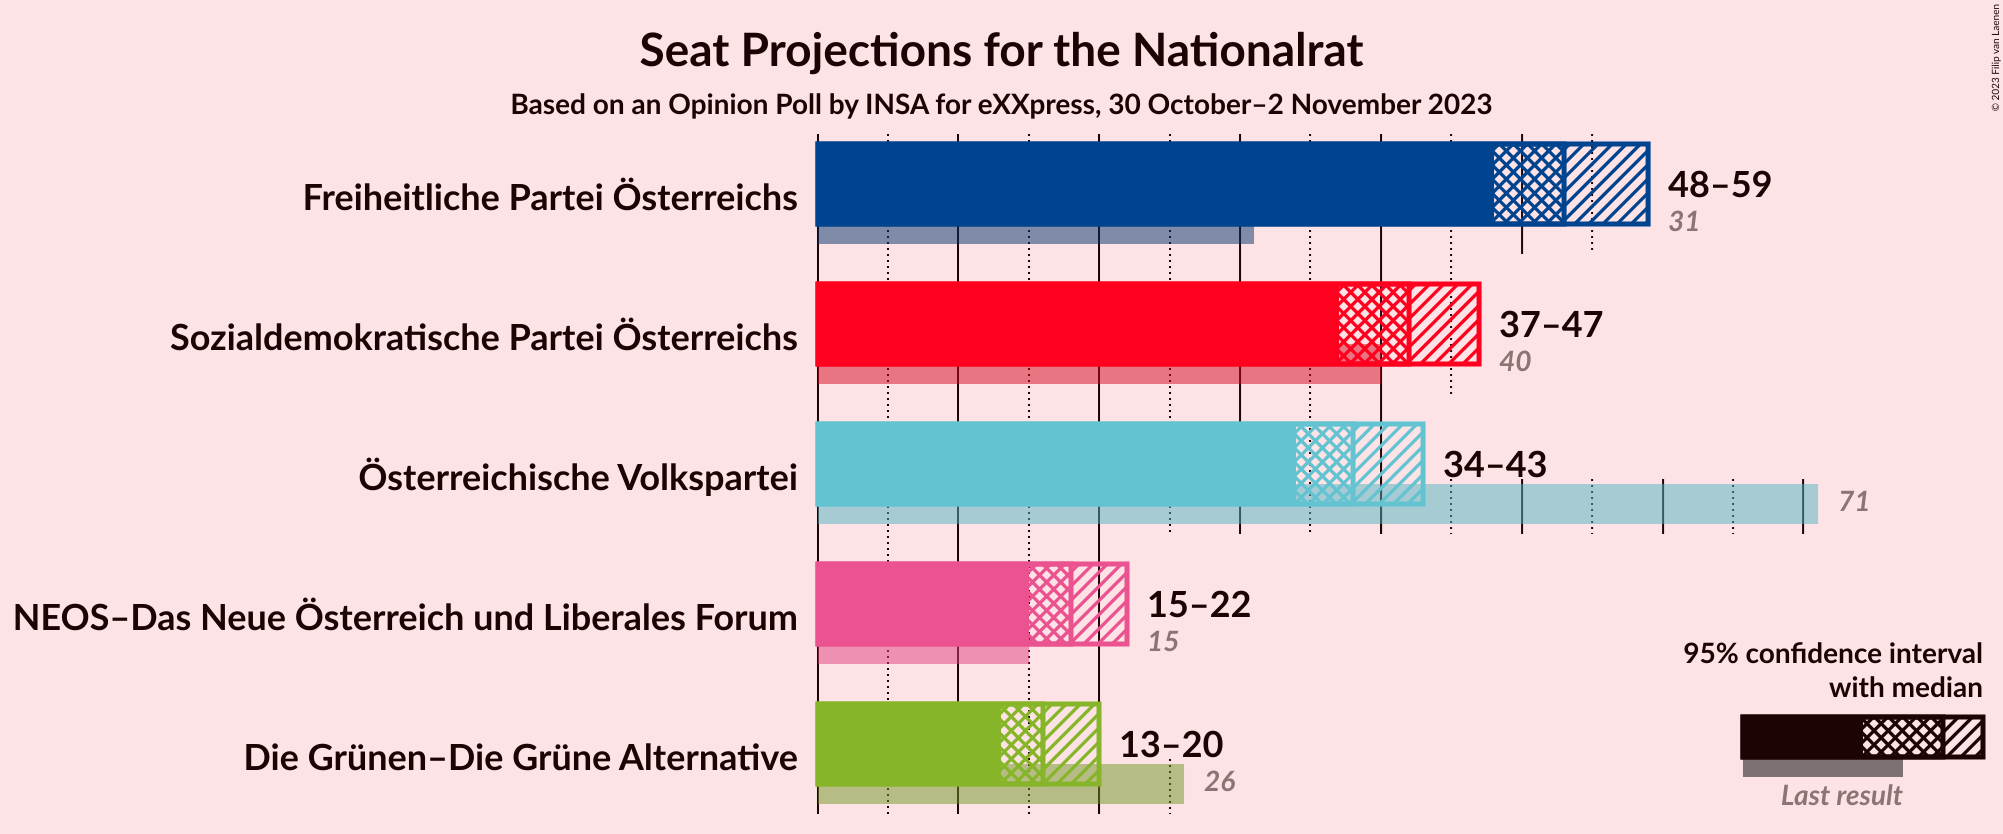 Seat Projections for the Nationalrat
Based on an Opinion Poll by INSA for eXXpress, 30 October–2 November 2023
© 2023 Filip van Laenen
Freiheitliche Partei Österreichs
48–59
31
Sozialdemokratische Partei Österreichs
37–47
40
Österreichische Volkspartei
34–43
71
NEOS–Das Neue Österreich und Liberales Forum
15–22
15
Die Grünen–Die Grüne Alternative
13–20
26
95% confidence interval
with median
Last result